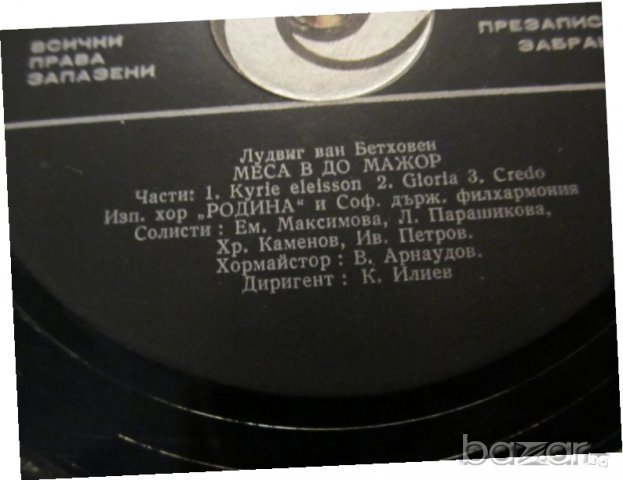 ВСИЧКИ
ПРАВА
ЗАПАЗЕНИ
ПРЕЗАПИС
ЗАБРА
Лудвиг ван Бетховен
МЕСА В ДО МАЖОР
Части: 1. Kyrie eleisson 2. Gloria 3. Credo
Изп. хор „РОДИНА" и Соф. държ. филхармония
Солисти : Ем. Максимова, Л. Парашикова,
Хр. Каменов, Ив. Петров.
Хормайстор : В. Арнаудов.
Диригент : К. Илиев
bazar.bg